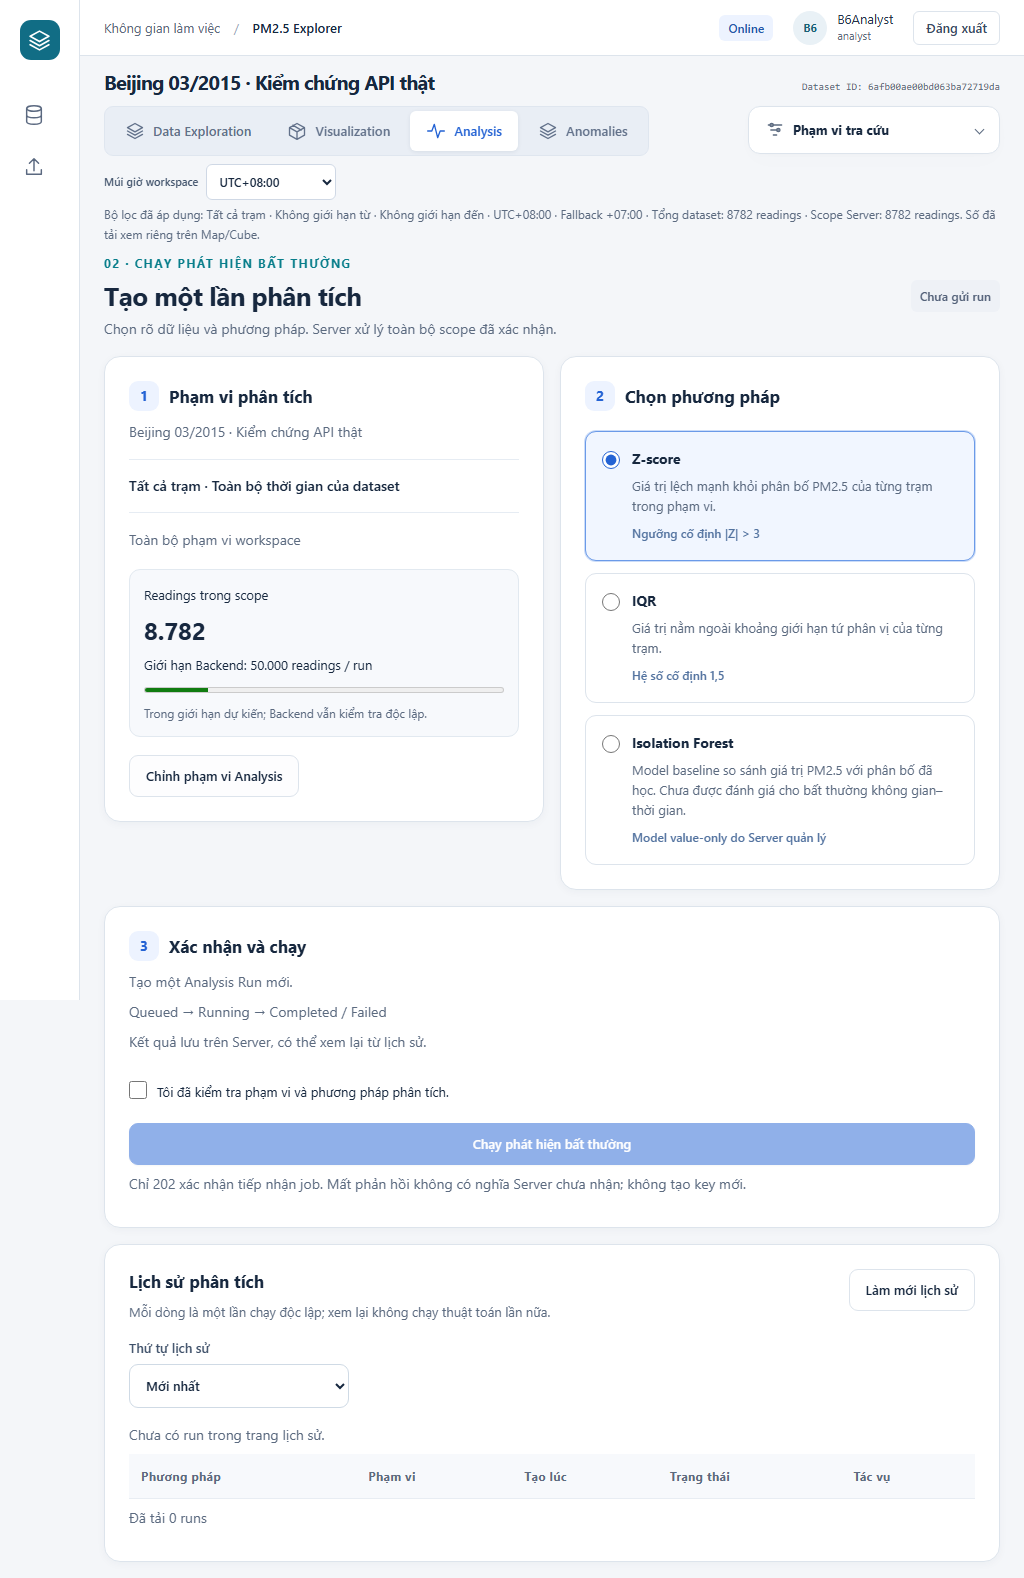 Không gian làm việc / PM2.5 Explorer
Online
B6
B6Analyst
analyst
Đăng xuất
Beijing 03/2015 · Kiểm chứng API thật
Dataset ID: 6afb00ae00bd063ba72719da
Data Exploration
Visualization
Analysis
Anomalies
Phạm vi tra cứu
Múi giờ workspace
UTC+08:00
Bộ lọc đã áp dụng: Tất cả trạm · Không giới hạn từ · Không giới hạn đến · UTC+08:00 · Fallback +07:00 · Tổng dataset: 8782 readings · Scope Server: 8782 readings. Số đã
tải xem riêng trên Map/Cube.
02 · CHẠY PHÁT HIỆN BẤT THƯỜNG
Tạo một lần phân tích
Chưa gửi run
Chọn rõ dữ liệu và phương pháp. Server xử lý toàn bộ scope đã xác nhận.
1
Phạm vi phân tích
Beijing 03/2015 · Kiểm chứng API thật
Tất cả trạm · Toàn bộ thời gian của dataset
Toàn bộ phạm vi workspace
Readings trong scope
8.782
Giới hạn Backend: 50.000 readings / run
Trong giới hạn dự kiến; Backend vẫn kiểm tra độc lập.
Chỉnh phạm vi Analysis
2
Chọn phương pháp
Z-score
Giá trị lệch mạnh khỏi phân bố PM2.5 của từng trạm
trong phạm vi.
Ngưỡng cố định |Z| > 3
IQR
Giá trị nằm ngoài khoảng giới hạn tứ phân vị của từng
trạm.
Hệ số cố định 1,5
Isolation Forest
Model baseline so sánh giá trị PM2.5 với phân bố đã
học. Chưa được đánh giá cho bất thường không gian–
thời gian.
Model value-only do Server quản lý
3
Xác nhận và chạy
Tạo một Analysis Run mới.
Queued → Running → Completed / Failed
Kết quả lưu trên Server, có thể xem lại từ lịch sử.
Tôi đã kiểm tra phạm vi và phương pháp phân tích.
Chạy phát hiện bất thường
Chỉ 202 xác nhận tiếp nhận job. Mất phản hồi không có nghĩa Server chưa nhận; không tạo key mới.
Lịch sử phân tích
Làm mới lịch sử
Mỗi dòng là một lần chạy độc lập; xem lại không chạy thuật toán lần nữa.
Thứ tự lịch sử
Mới nhất
Chưa có run trong trang lịch sử.
Phương pháp Phạm vi Tạo lúc Trạng thái Tác vụ
Đã tải 0 runs